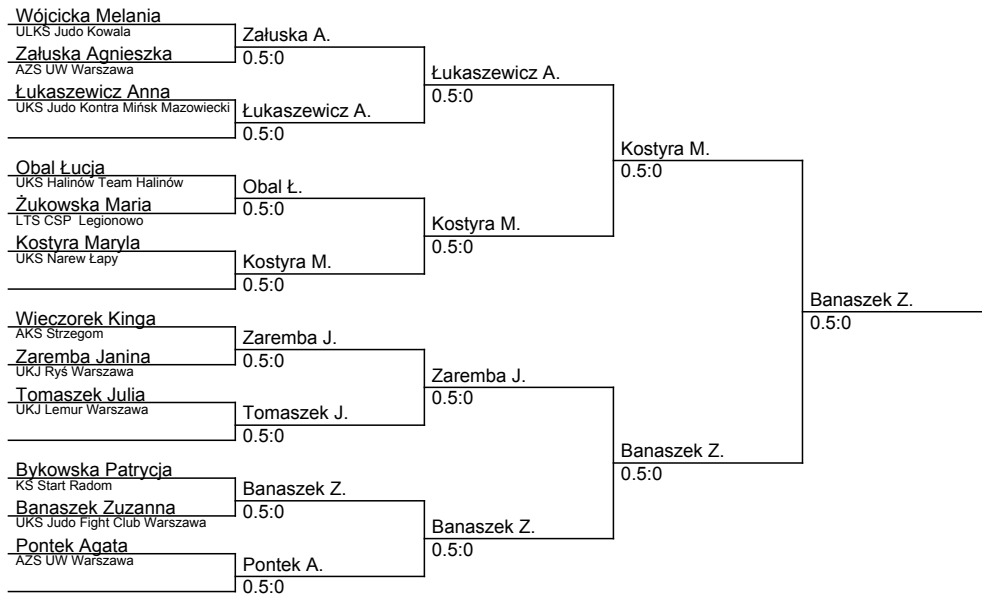 Wójcicka Melania
ULKS Judo Kowala
Załuska Agnieszka
AZS UW Warszawa
Łukaszewicz Anna
UKS Judo Kontra Mińsk Mazowiecki
Obal Łucja
UKS Halinów Team Halinów
Żukowska Maria
LTS CSP  Legionowo
Kostyra Maryla
UKS Narew Łapy
Wieczorek Kinga
AKS Strzegom
Zaremba Janina
UKJ Ryś Warszawa
Tomaszek Julia
UKJ Lemur Warszawa
Bykowska Patrycja
KS Start Radom
Banaszek Zuzanna
UKS Judo Fight Club Warszawa
Pontek Agata
AZS UW Warszawa
Załuska A.
0.5:0
Łukaszewicz A.
0.5:0
Obal Ł.
0.5:0
Kostyra M.
0.5:0
Zaremba J.
0.5:0
Tomaszek J.
0.5:0
Banaszek Z.
0.5:0
Pontek A.
0.5:0
Łukaszewicz A.
0.5:0
Kostyra M.
0.5:0
Zaremba J.
0.5:0
Banaszek Z.
0.5:0
Kostyra M.
0.5:0
Banaszek Z.
0.5:0
Banaszek Z.
0.5:0